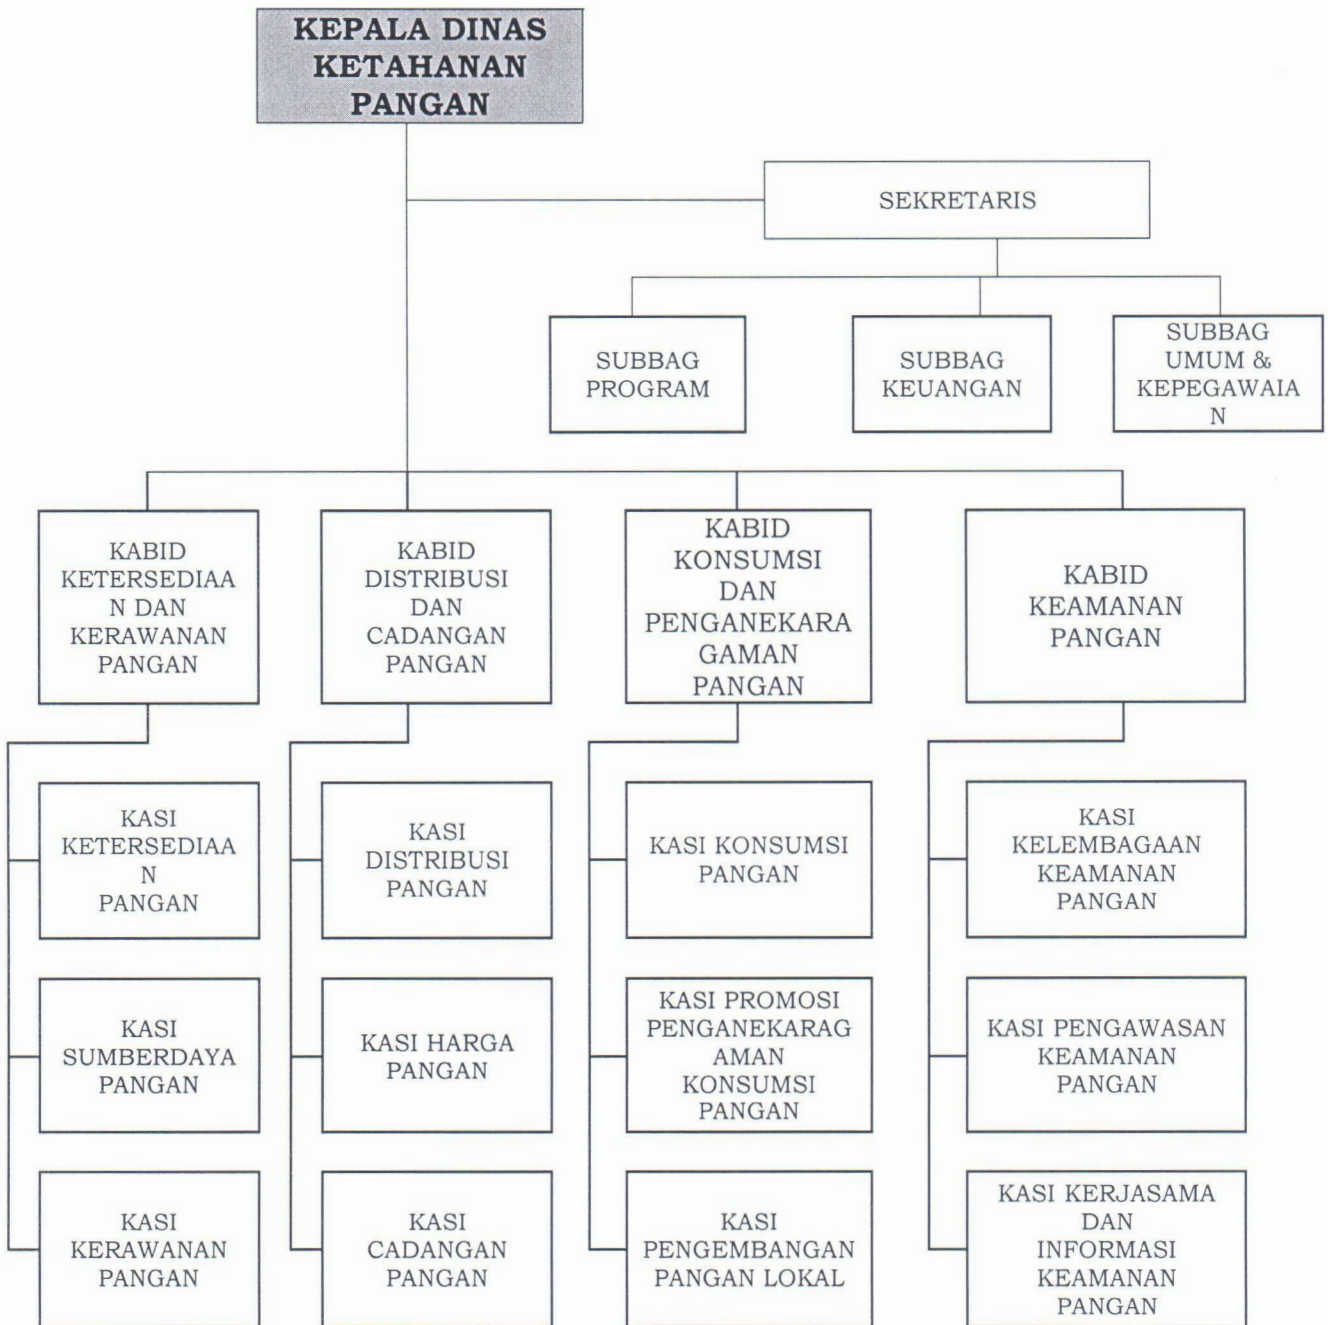 KEPALA DINAS
KETAHANAN
PANGAN
SEKRETARIS
SUBBAG
PROGRAM
SUBBAG
KEUANGAN
SUBBAG
UMUM &
KEPEGAWAIA
N
KABID
KETERSEDIAA
N DAN
KERAWANAN
PANGAN
KABID
DISTRIBUSI
DAN
CADANGAN
PANGAN
KABID
KONSUMSI
DAN
PENGANEKARA
GAMAN
PANGAN
KABID
KEAMANAN
PANGAN
KASI
KETERSEDIAA
N
PANGAN
KASI
DISTRIBUSI
PANGAN
KASI KONSUMSI
PANGAN
KASI
KELEMBAGAAN
KEAMANAN
PANGAN
KASI
SUMBERDAYA
PANGAN
KASI HARGA
PANGAN
KASI PROMOSI
PENGANEKARAG
AMAN
KONSUMSI
PANGAN
KASI PENGAWASAN
KEAMANAN
PANGAN
KASI
KERAWANAN
PANGAN
KASI
CADANGAN
PANGAN
KASI
PENGEMBANGAN
PANGAN LOKAL
KASI KERJASAMA
DAN
INFORMASI
KEAMANAN
PANGAN